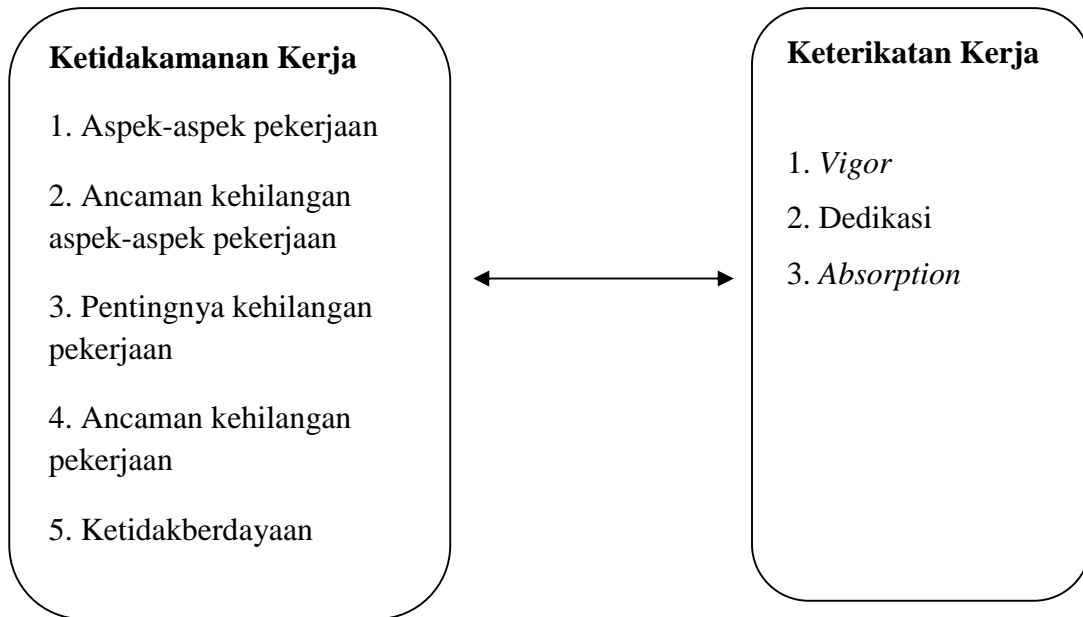 Ketidakamanan Kerja
1. Aspek-aspek pekerjaan
2. Ancaman kehilangan
aspek-aspek pekerjaan
3. Pentingnya kehilangan
pekerjaan
4. Ancaman kehilangan
pekerjaan
5. Ketidakberdayaan
Keterikatan Kerja
1. Vigor
2. Dedikasi
3. Absorption